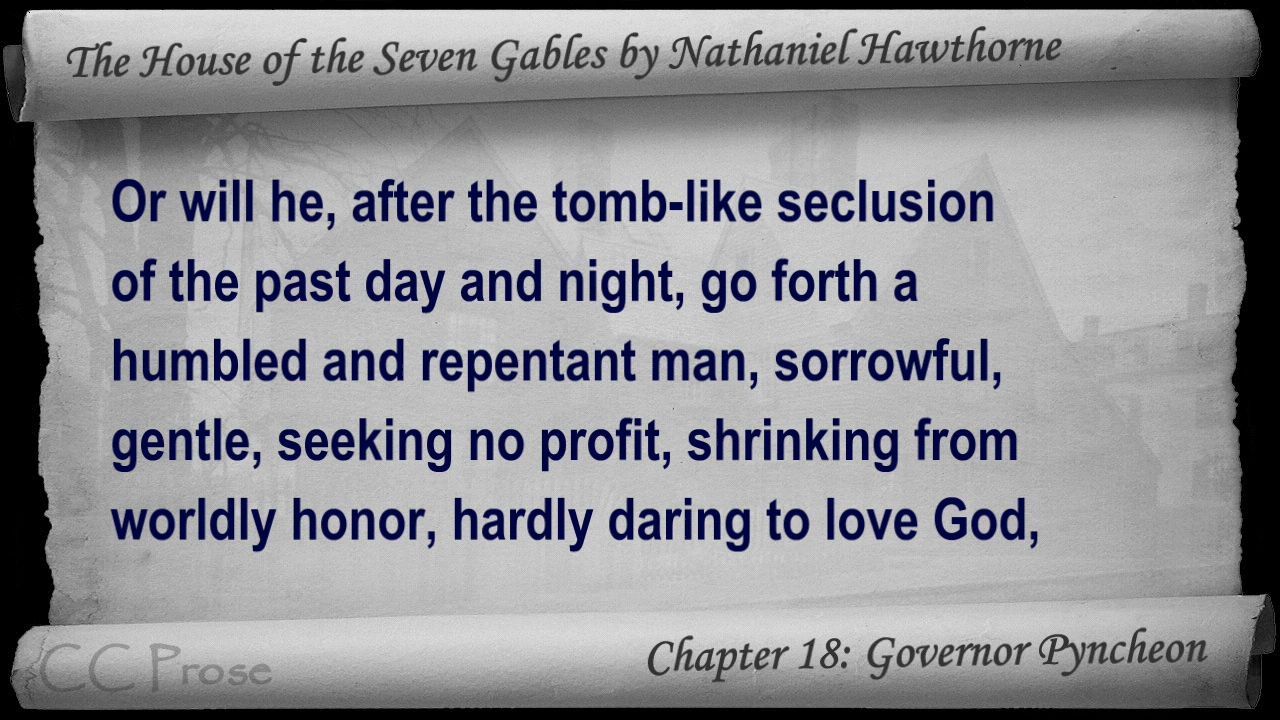 The House of the Seven Gables by Nathaniel Hawthorne
Or will he, after the tomb-like seclusion
of the past day and night, go forth a
humbled and repentant man, sorrowful,
gentle, seeking no profit, shrinking from
worldly honor, hardly daring to love God,
CC Prose
Chapter 18: Governor Pyncheon